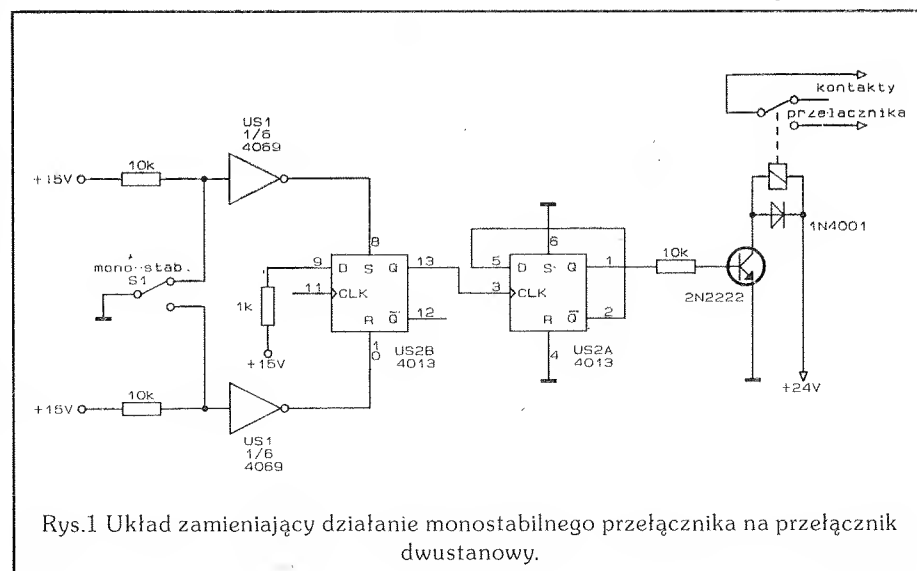 kontakty
przełącznika
US1
1/6
4069
10k
+15V
mono-stab.
S1
8
9
D
S
Q
13
11
CLK
1k
R
Q
12
+15V
1
0
US2B
4013
6
5
D
S
Q
1
3
CLK
R
Q
2
4
US2A
4013
10k
2N2222
1N4001
+24V
+15V
10k
US1
1/6
4069
Rys.1 Układ zamieniający działanie monostabilnego przełącznika na przełącznik
dwustanowy.